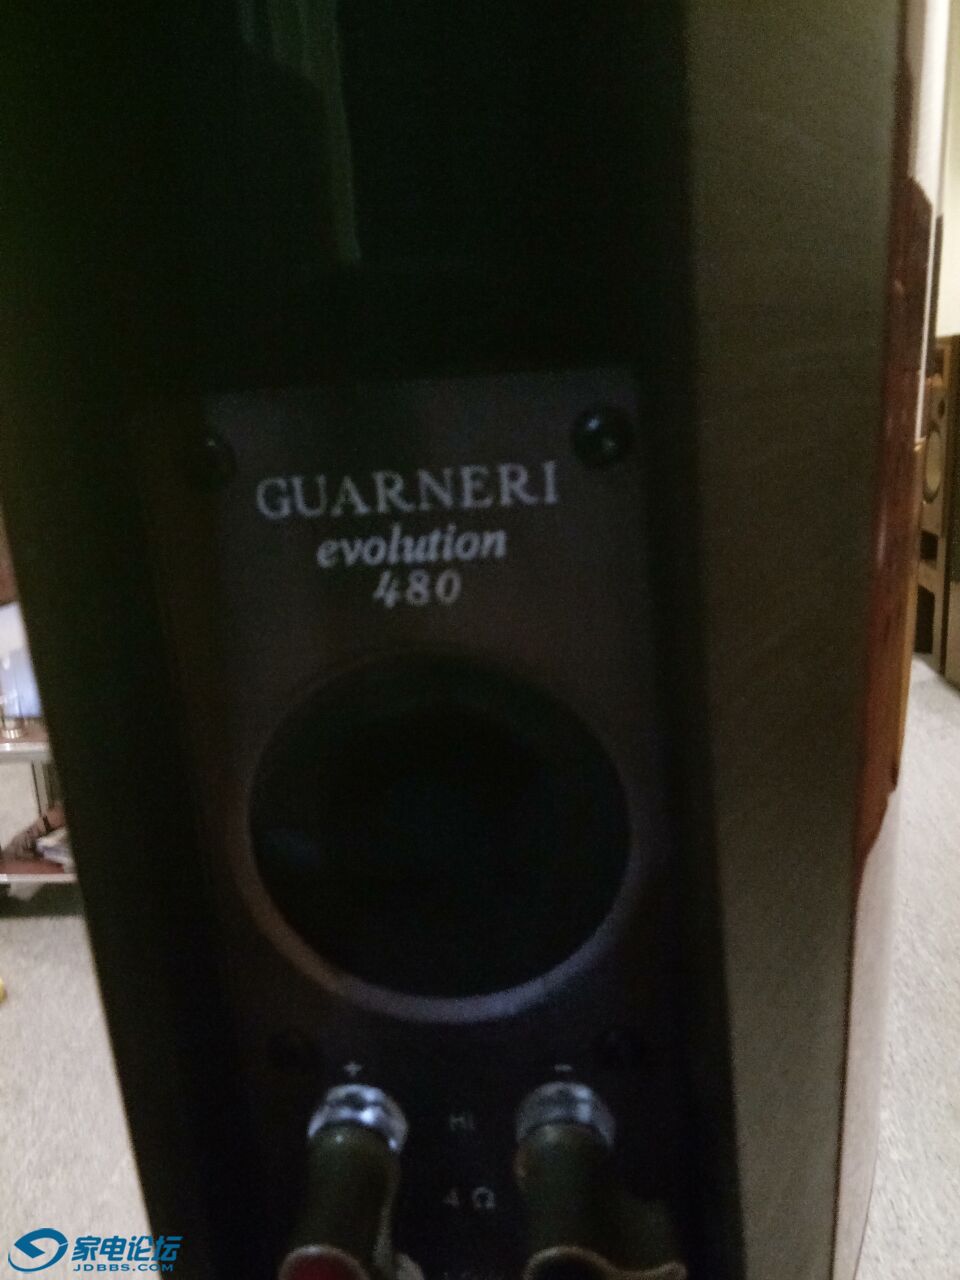 GUARNERI
evolution
480
+ −
HI
4 Ω
家电论坛
JDBBS.COM